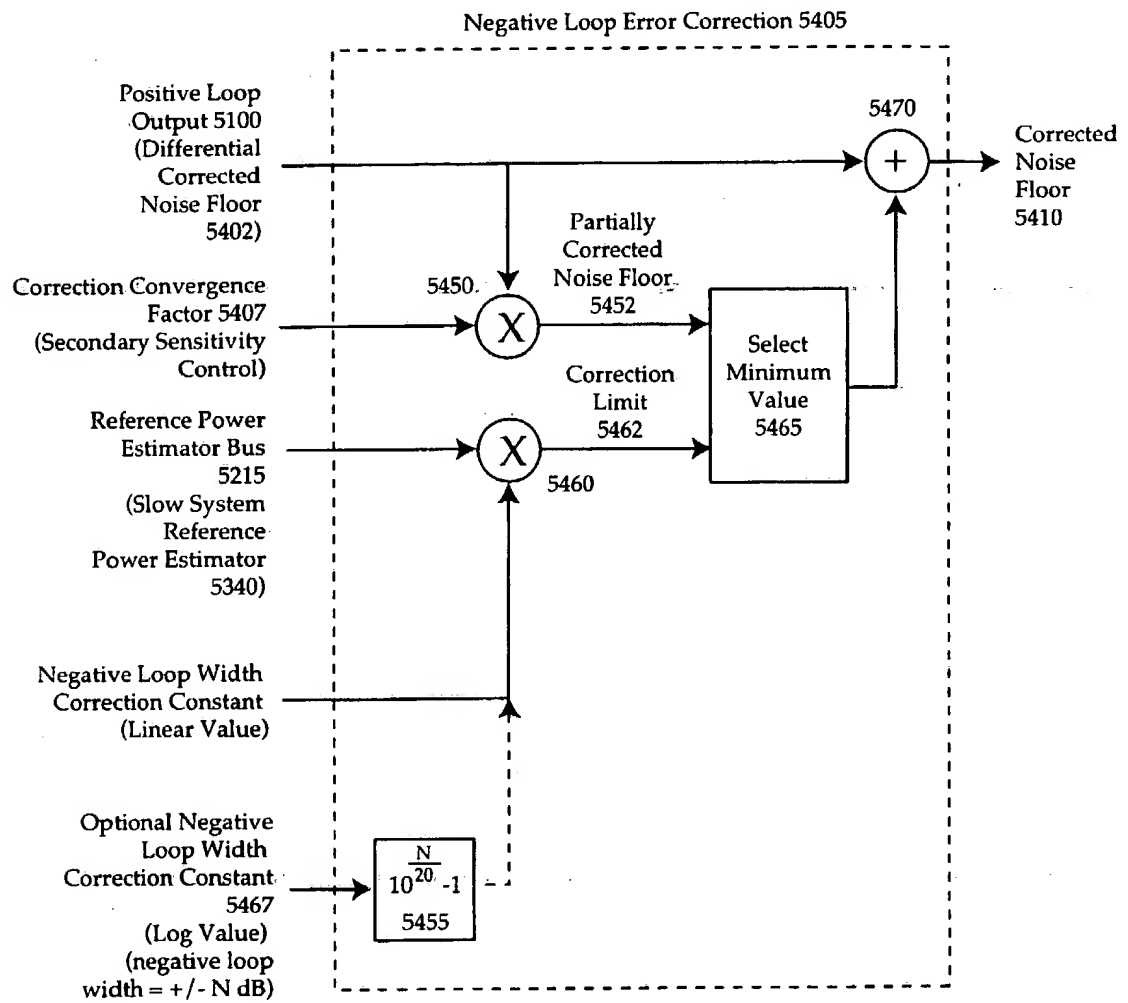 Negative Loop Error Correction 5405
Positive Loop
Output 5100
(Differential
Corrected
Noise Floor
5402)
5470
+
Corrected
Noise
Floor
5410
Partially
Corrected
Noise Floor
5452
Correction Convergence
Factor 5407
(Secondary Sensitivity
Control)
5450
X
Select
Minimum
Value
5465
Correction
Limit
5462
Reference Power
Estimator Bus
5215
(Slow System
Reference
Power Estimator
5340)
X
5460
Negative Loop Width
Correction Constant
(Linear Value)
Optional Negative
Loop Width
Correction Constant
5467
(Log Value)
(negative loop
width = +/- N dB)
N
10 20 -1
5455